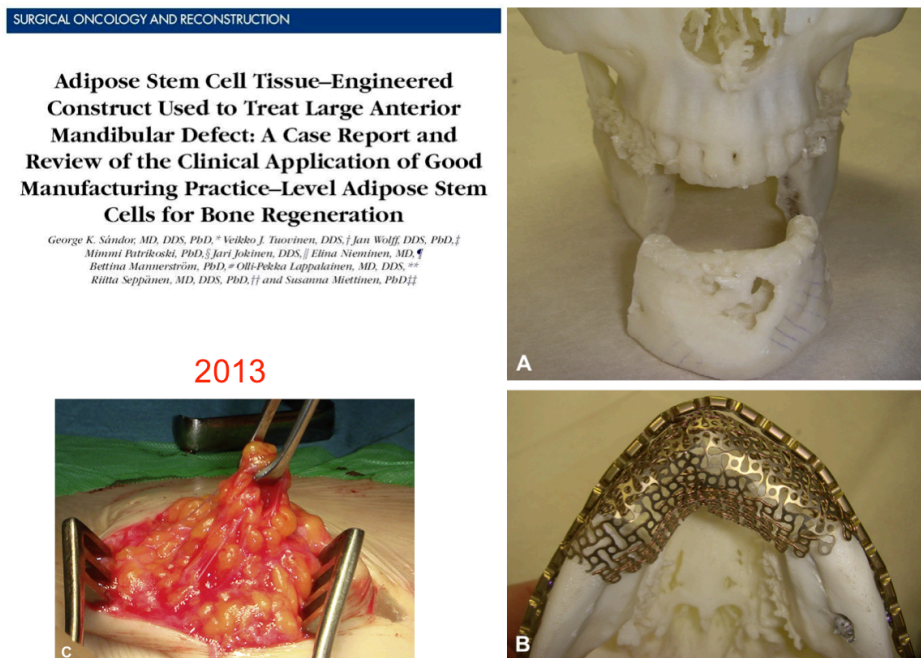 SURGICAL ONCOLOGY AND RECONSTRUCTION
Adipose Stem Cell Tissue–Engineered
Construct Used to Treat Large Anterior
Mandibular Defect: A Case Report and
Review of the Clinical Application of Good
Manufacturing Practice–Level Adipose Stem
Cells for Bone Regeneration
George K. Sándor, MD, DDS, PhD,* Veikko J. Tuovinen, DDS,† Jan Wolff, DDS, PhD,‡
Mimmi Patrikoski, PhD,§ Jari Jokinen, DDS,|| Elina Nieminen, MD,¶
Bettina Mannerström, PhD,# Olli-Pekka Lappalainen, MD, DDS,**
Riitta Seppänen, MD, DDS, PhD,†† and Susanna Miettinen, PhD‡‡
2013
A
B
C